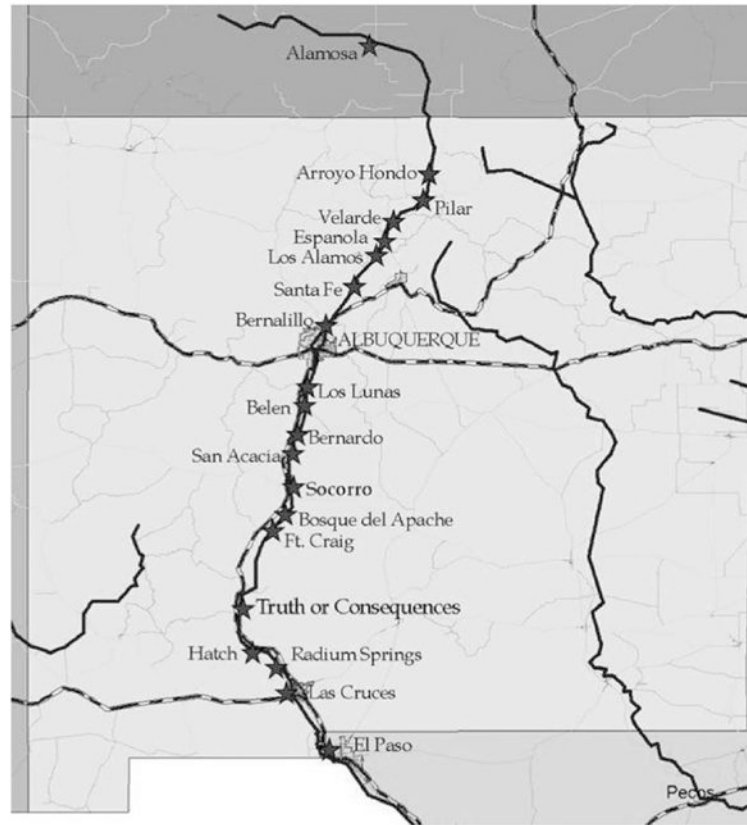 Alamosa
Arroyo Hondo
Pilar
Velarde
Espanola
Los Alamos
Santa Fe
Bernalillo
ALBUQUERQUE
Los Lunas
Belen
Bernardo
San Acacia
Socorro
Bosque del Apache
Ft. Craig
Truth or Consequences
Hatch
Radium Springs
Las Cruces
El Paso
Pecos